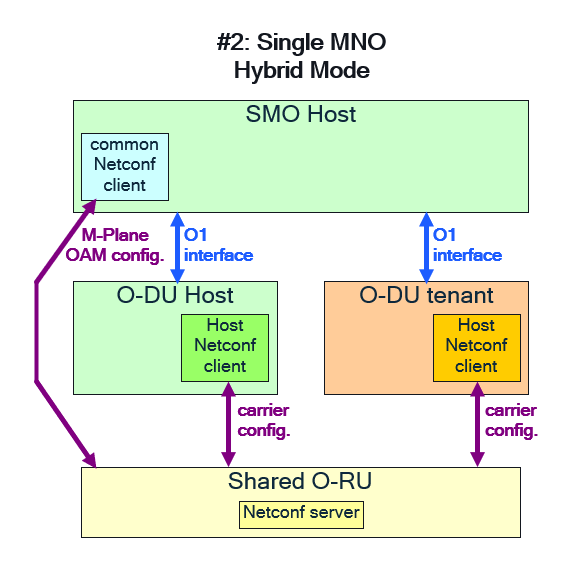 #2: Single MNO
Hybrid Mode
SMO Host
common
Netconf
client
M-Plane
OAM config.
O1
interface
O1
interface
O-DU Host
Host
Netconf
client
O-DU tenant
Host
Netconf
client
carrier
config.
carrier
config.
Shared O-RU
Netconf server